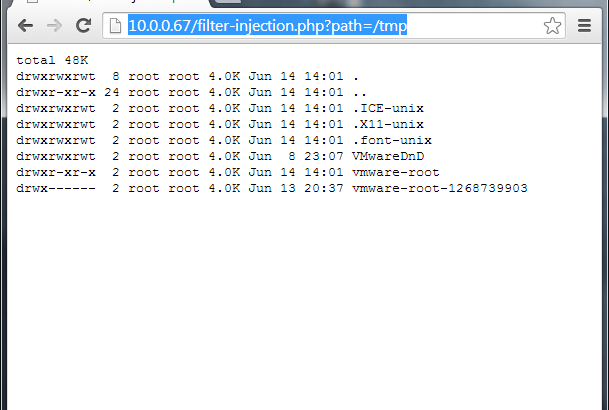 10.0.0.67/filter-injection.php?path=/tmp
total 48K
drwxrwxrwt  8 root root 4.0K Jun 14 14:01 .
drwxr-xr-x 24 root root 4.0K Jun 14 14:01 ..
drwxrwxrwt  2 root root 4.0K Jun 14 14:01 .ICE-unix
drwxrwxrwt  2 root root 4.0K Jun 14 14:01 .X11-unix
drwxrwxrwt  2 root root 4.0K Jun 14 14:01 .font-unix
drwxrwxrwt  2 root root 4.0K Jun  8 23:07 VMwareDnD
drwxr-xr-x  2 root root 4.0K Jun 14 14:01 vmware-root
drwx------  2 root root 4.0K Jun 13 20:37 vmware-root-1268739903